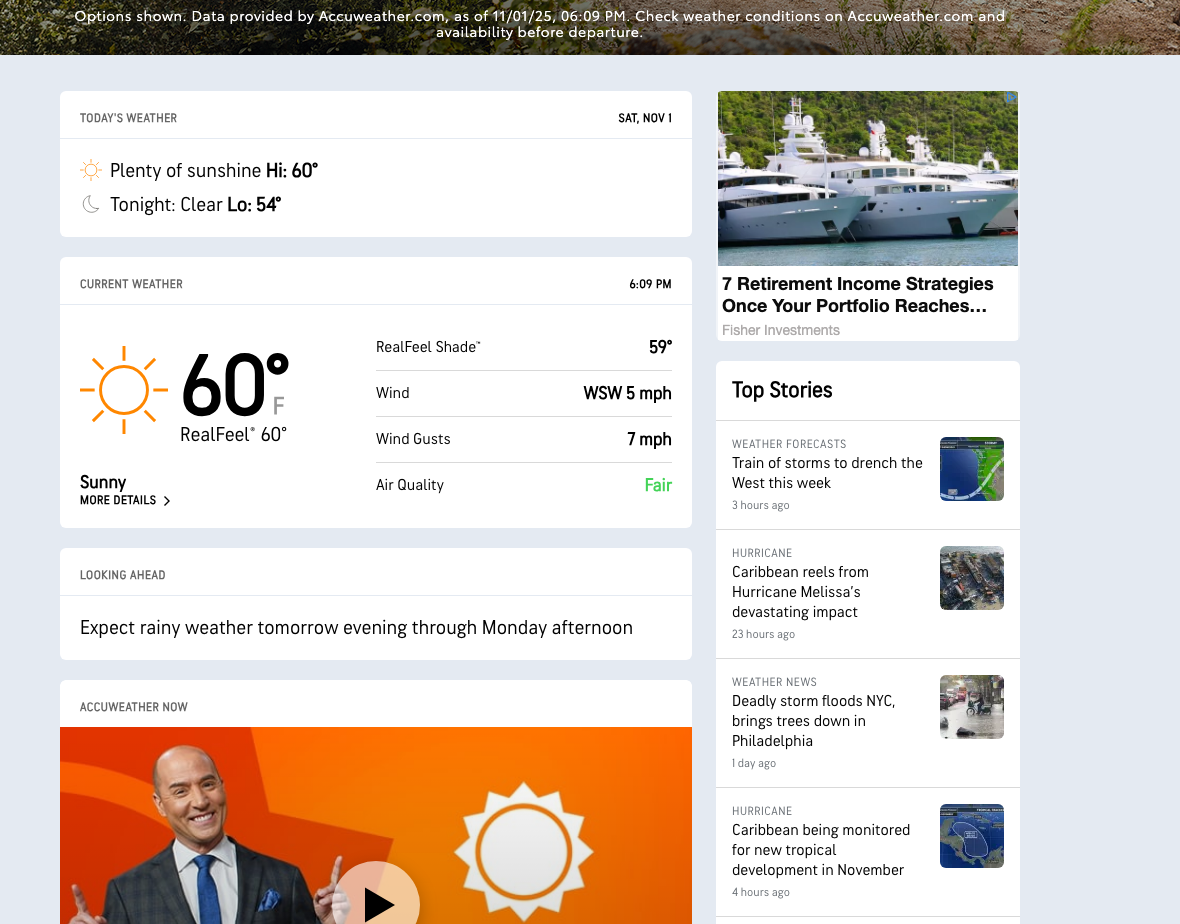 Options shown. Data provided by Accuweather.com, as of 11/01/25, 06:09 PM. Check weather conditions on Accuweather.com and
availability before departure.
TODAY'S WEATHER
SAT, NOV 1
Plenty of sunshine Hi: 60°
Tonight: Clear Lo: 54°
CURRENT WEATHER
6:09 PM
60°
F
RealFeel® 60°
Sunny
MORE DETAILS
RealFeel Shade™
59°
Wind
WSW 5 mph
Wind Gusts
7 mph
Air Quality
Fair
LOOKING AHEAD
Expect rainy weather tomorrow evening through Monday afternoon
ACCUWEATHER NOW
7 Retirement Income Strategies
Once Your Portfolio Reaches...
Fisher Investments
Top Stories
WEATHER FORECASTS
Train of storms to drench the
West this week
3 hours ago
HURRICANE
Caribbean reels from
Hurricane Melissa's
devastating impact
23 hours ago
WEATHER NEWS
Deadly storm floods NYC,
brings trees down in
Philadelphia
1 day ago
HURRICANE
Caribbean being monitored
for new tropical
development in November
4 hours ago